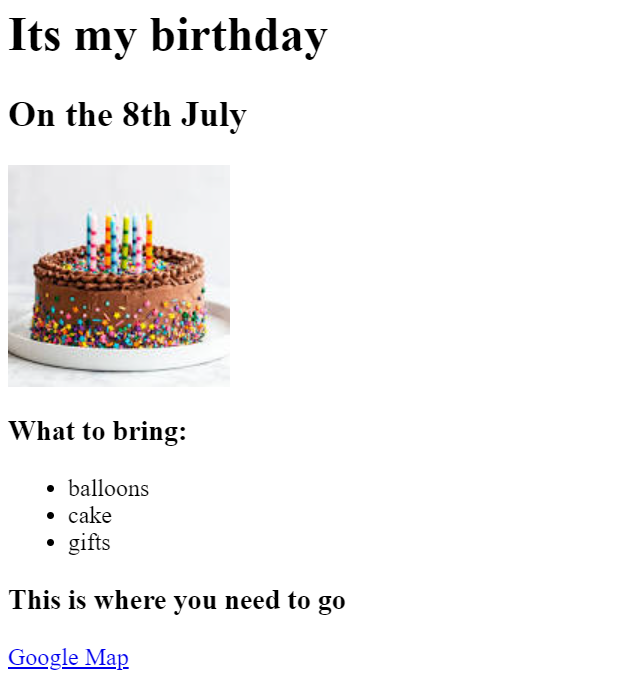 Its my birthday
On the 8th July
What to bring:
balloons
cake
gifts
This is where you need to go
Google Map